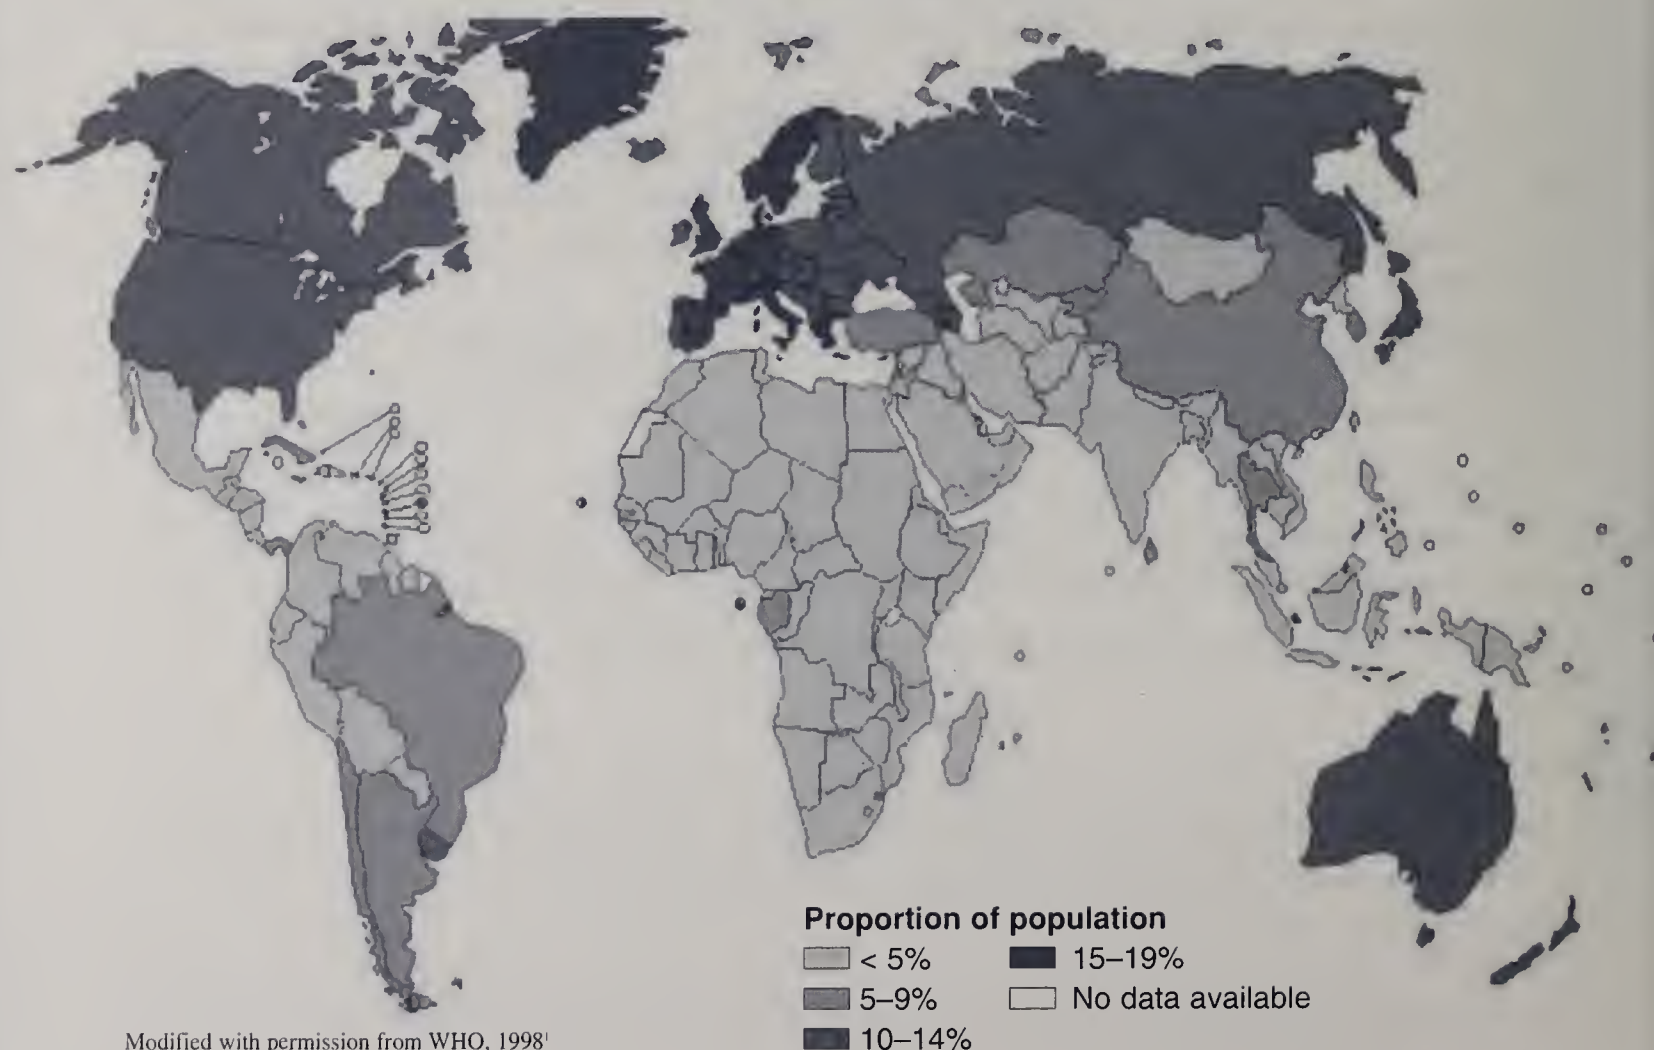 Proportion of population
< 5%
5–9%
10–14%
15–19%
No data available
Modified with permission from WHO, 1998¹